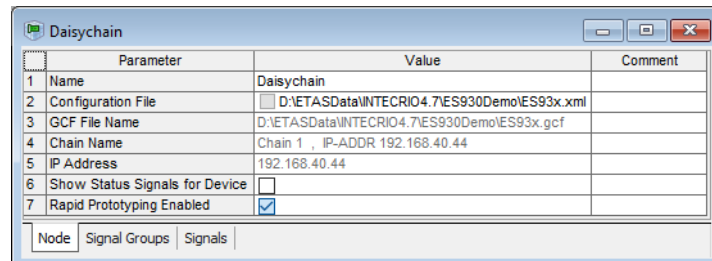 Daisychain
Parameter Value Comment
1 Name Daisychain
2 Configuration File D:\ETASData\INTECRIO4.7\ES930Demo\ES93x.xml
3 GCF File Name D:\ETASData\INTECRIO4.7\ES930Demo\ES93x.gcf
4 Chain Name Chain 1 , IP-ADDR 192.168.40.44
5 IP Address 192.168.40.44
6 Show Status Signals for Device
7 Rapid Prototyping Enabled
Node Signal Groups Signals